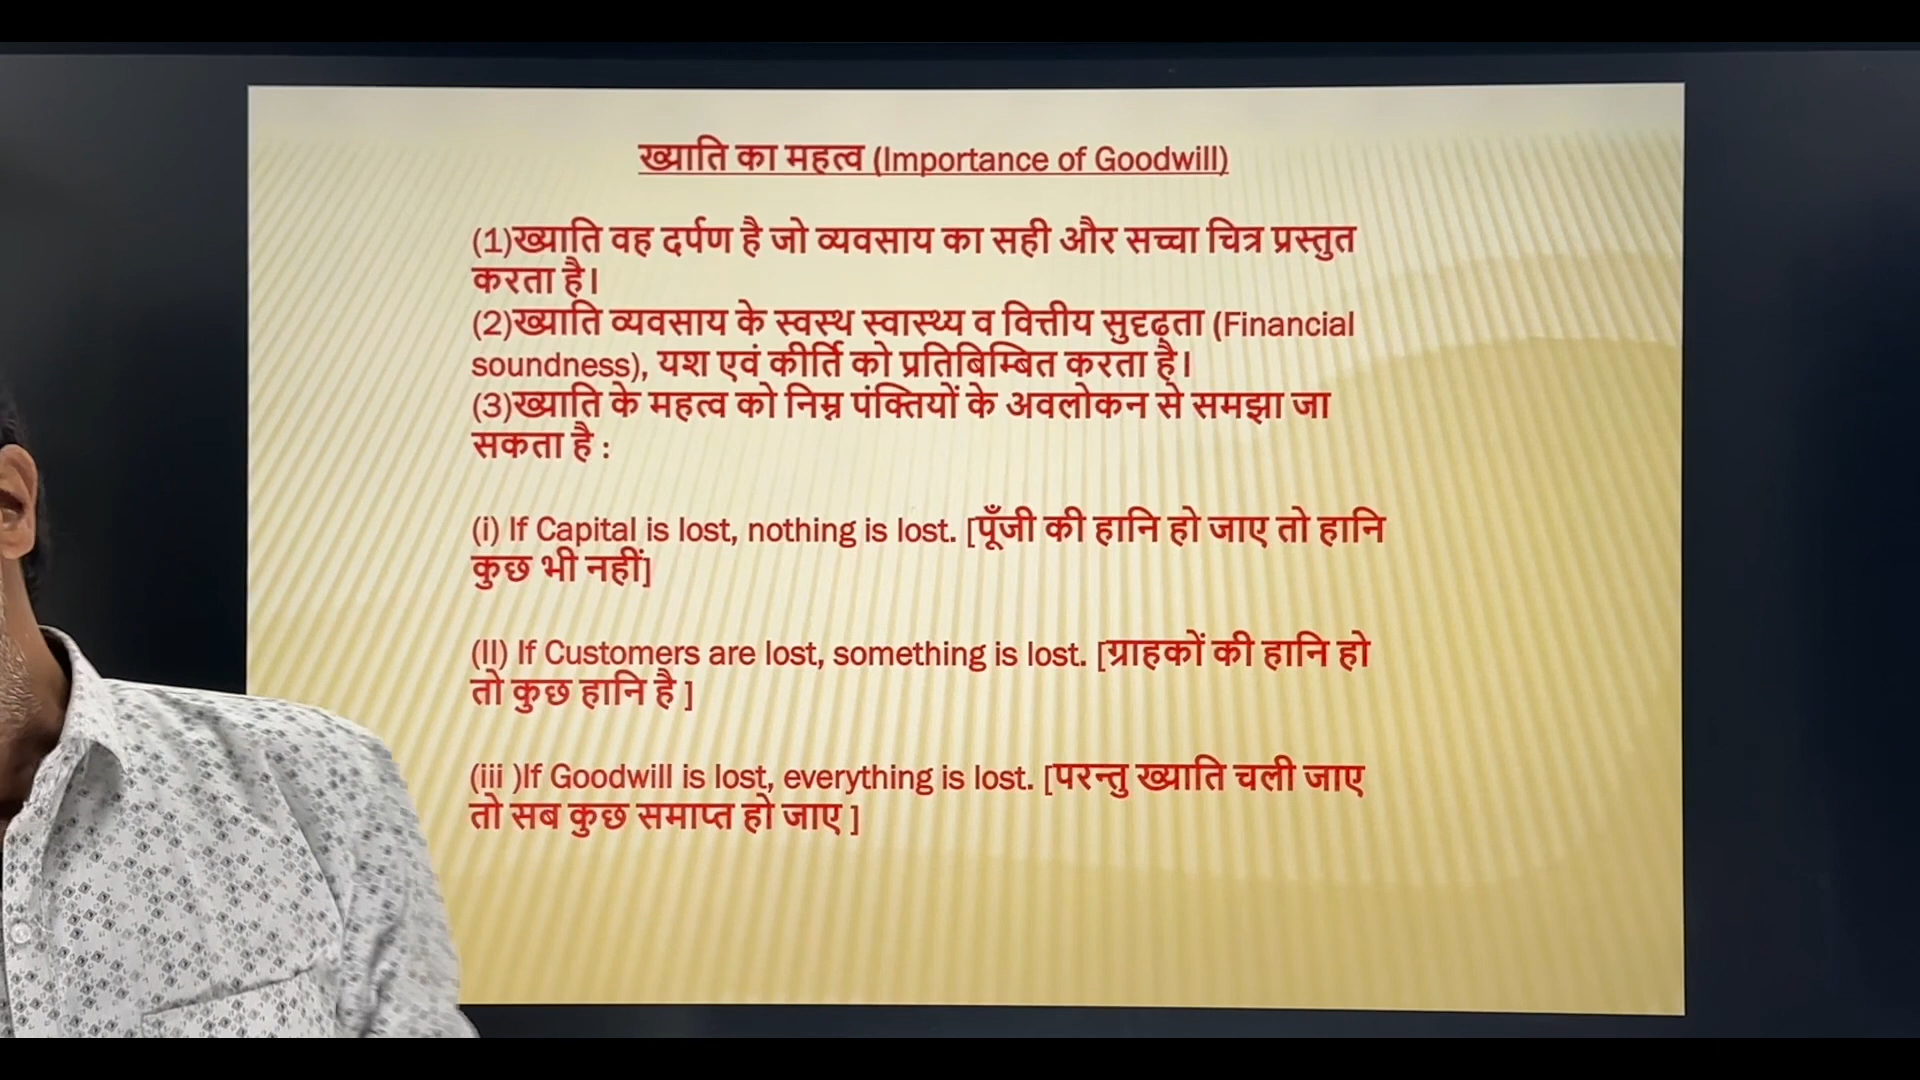 ख्याति का महत्व (Importance of Goodwill)
(1)ख्याति वह दर्पण है जो व्यवसाय का सही और सच्चा चित्र प्रस्तुत
करता है।
(2)ख्याति व्यवसाय के स्वस्थ स्वास्थ्य व वित्तीय सुदृढ़ता (Financial
soundness), यश एवं कीर्ति को प्रतिबिम्बित करता है।
(3)ख्याति के महत्व को निम्न पंक्तियों के अवलोकन से समझा जा
सकता है :
(i) If Capital is lost, nothing is lost. [पूँजी की हानि हो जाए तो हानि
कुछ भी नहीं]
(II) If Customers are lost, something is lost. [ग्राहकों की हानि हो
तो कुछ हानि है ]
(iii )If Goodwill is lost, everything is lost. [परन्तु ख्याति चली जाए
तो सब कुछ समाप्त हो जाए ]